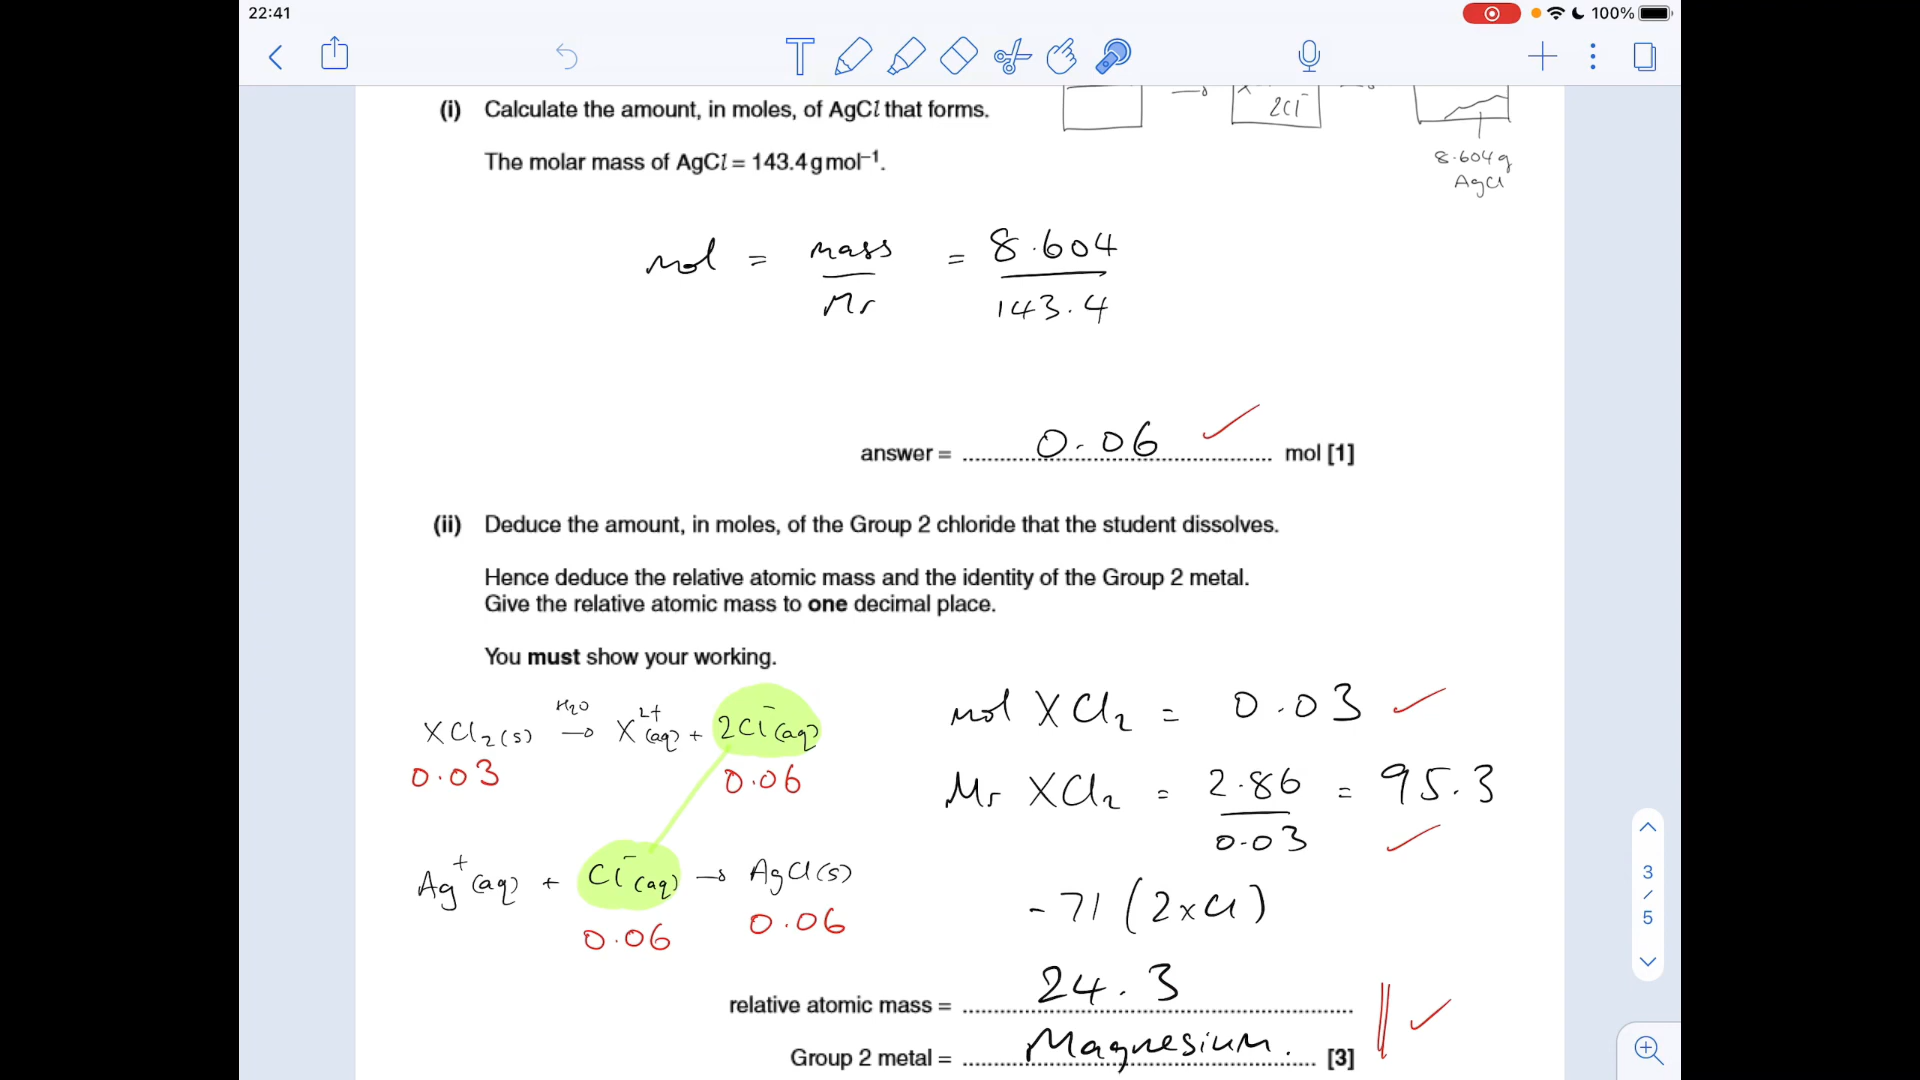 22:41
100%
(i) Calculate the amount, in moles, of AgCl that forms.
2Cl⁻
The molar mass of AgCl = 143.4 g mol⁻¹.
8.604g
AgCl
mol = mass / Mr = 8.604 / 143.4
answer = 0.06 ✓ mol [1]
(ii) Deduce the amount, in moles, of the Group 2 chloride that the student dissolves.
Hence deduce the relative atomic mass and the identity of the Group 2 metal.
Give the relative atomic mass to one decimal place.
You must show your working.
XCl₂(s) →H₂O X²⁺(aq) + 2Cl⁻(aq)
0.03 0.06
Ag⁺(aq) + Cl⁻(aq) → AgCl(s)
0.06 0.06
mol XCl₂ = 0.03 ✓
Mr XCl₂ = 2.86 / 0.03 = 95.3 ✓
-71 (2xCl)
relative atomic mass = 24.3
Group 2 metal = Magnesium. [3] ✓
3
/
5